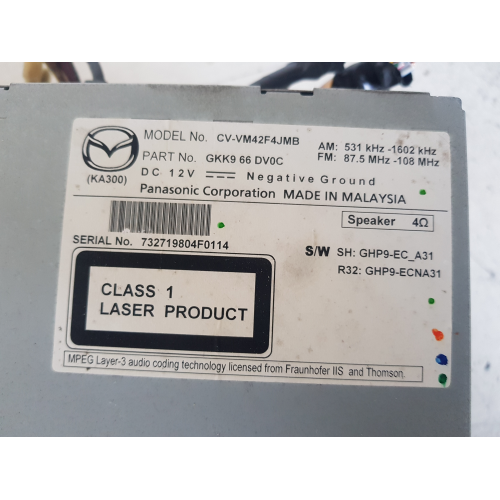 MODEL No. CV-VM42F4JMB
AM: 531 kHz -1602 kHz
PART No. GKK9 66 DV0C
FM: 87.5 MHz -108 MHz
(KA300)
DC 12V Negative Ground
Panasonic Corporation MADE IN MALAYSIA
Speaker 4Ω
SERIAL No. 732719804F0114
S/W SH: GHP9-EC_A31
R32: GHP9-ECNA31
CLASS 1
LASER PRODUCT
MPEG Layer-3 audio coding technology licensed from Fraunhofer IIS and Thomson.